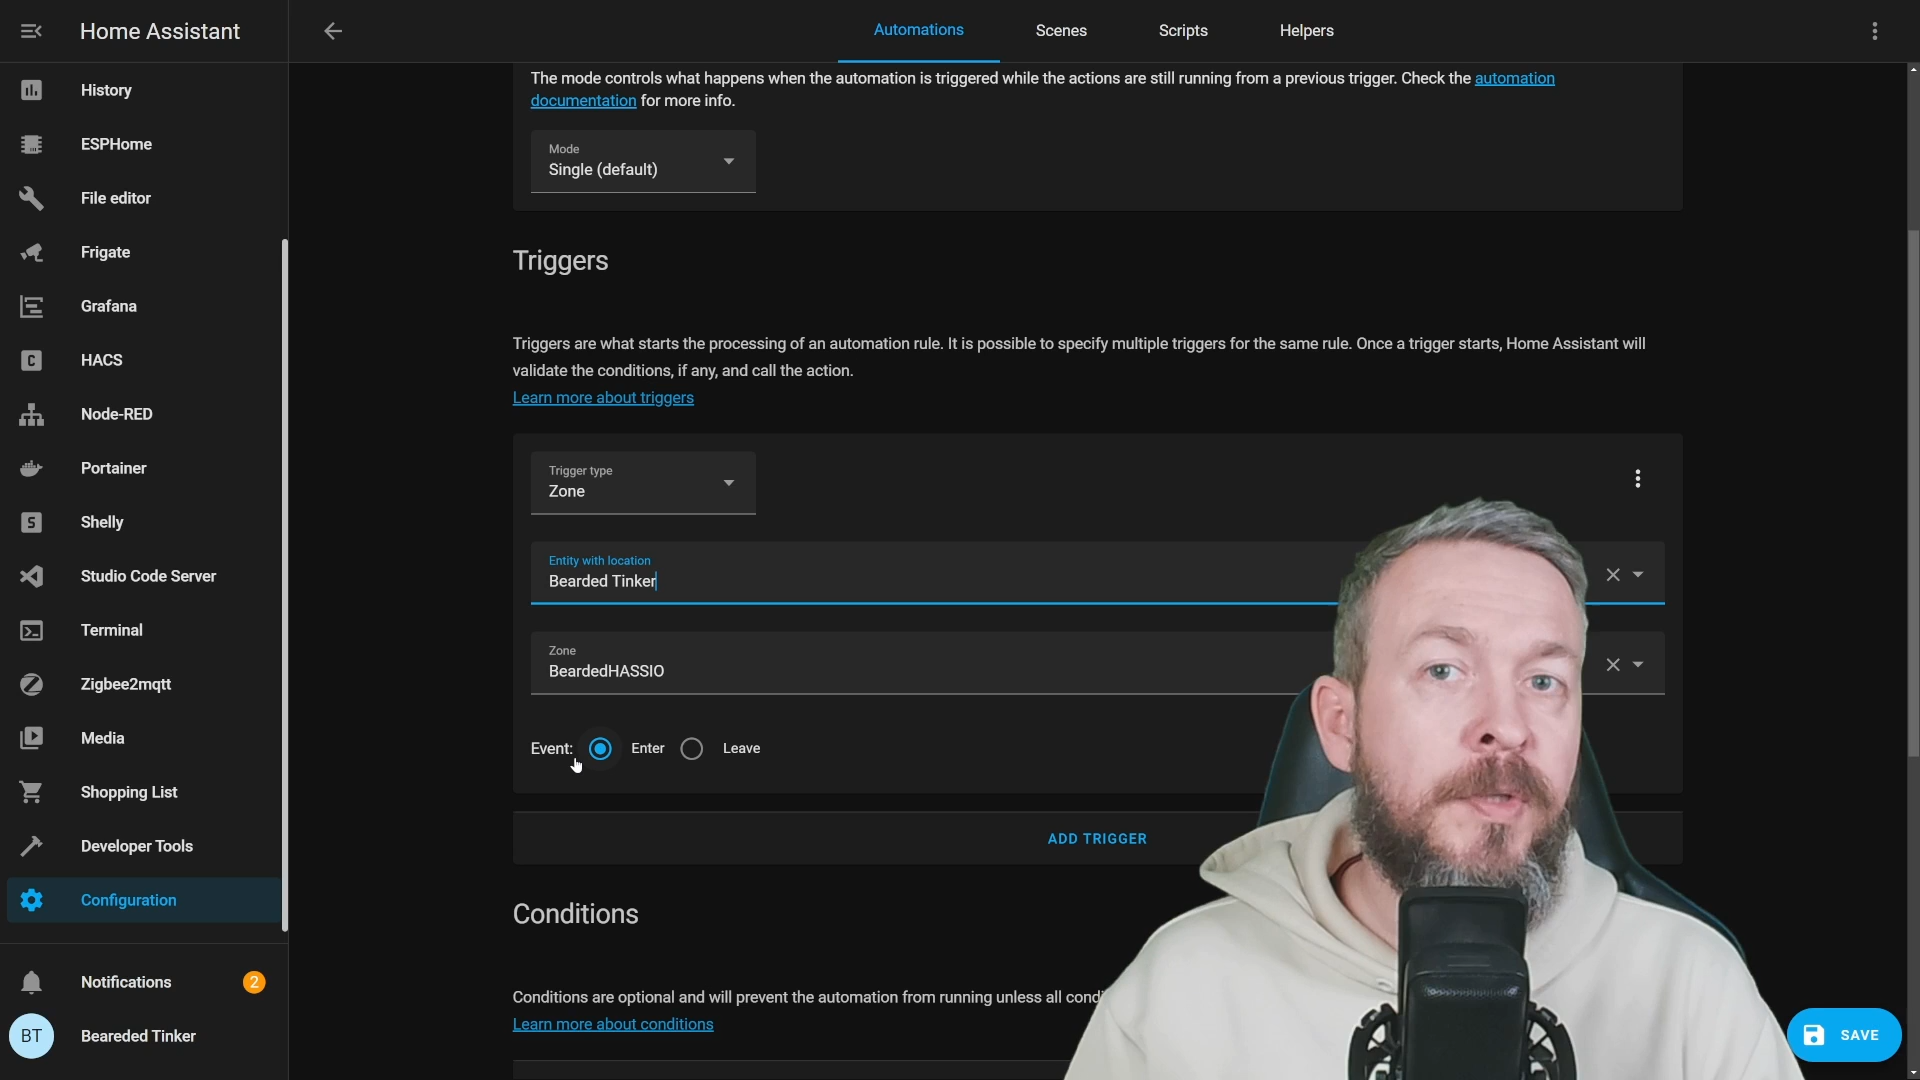 Home Assistant
Automations
Scenes
Scripts
Helpers
History
ESPHome
File editor
Frigate
Grafana
HACS
Node-RED
Portainer
Shelly
Studio Code Server
Terminal
Zigbee2mqtt
Media
Shopping List
Developer Tools
Configuration
Notifications
2
BT
Beareded Tinker
The mode controls what happens when the automation is triggered while the actions are still running from a previous trigger. Check the automation
documentation for more info.
Mode
Single (default)
Triggers
Triggers are what starts the processing of an automation rule. It is possible to specify multiple triggers for the same rule. Once a trigger starts, Home Assistant will
validate the conditions, if any, and call the action.
Learn more about triggers
Trigger type
Zone
Entity with location
Bearded Tinker
Zone
BeardedHASSIO
Event:
Enter
Leave
ADD TRIGGER
Conditions
Conditions are optional and will prevent the automation from running unless all
Learn more about conditions
SAVE